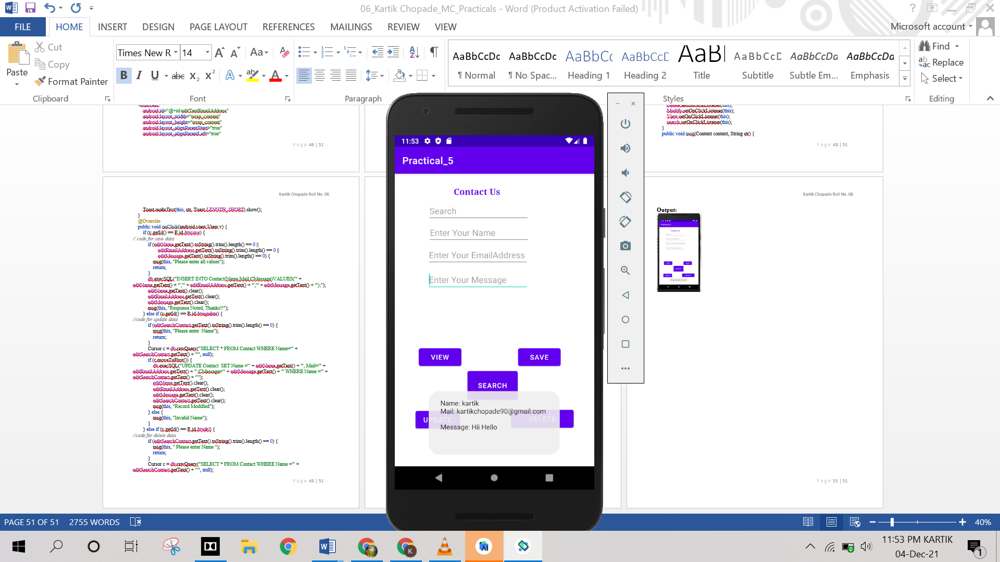 06_Kartik Chopade_MC_Practicals - Word (Product Activation Failed)
FILE HOME INSERT DESIGN PAGE LAYOUT REFERENCES MAILINGS REVIEW VIEW Microsoft account
Paste
Cut
Copy
Format Painter
Clipboard
Times New R 14
Font
Paragraph
AaBbCcDc AaBbCcDc AaBbCc AaBbCcD AaBl AaBbCcD AaBbCcDa AaBbCcDa
¶ Normal ¶ No Spac... Heading 1 Heading 2 Title Subtitle Subtle Em... Emphasis
Styles
Find
Replace
Select
Editing
android:id="@+id/editTextEmailAddress"
android:layout_width="wrap_content"
android:layout_height="wrap_content"
android:layout_alignParentStart="true"
android:layout_alignParentLeft="true"
Page 46 | 51
Modify.setOnClickListener(this);
View.setOnClickListener(this);
search.setOnClickListener(this);
}
public void msg(Context context, String str) {
Page 48 | 51
Kartik Chopade Roll No. 06
Toast.makeText(this, str, Toast.LENGTH_SHORT).show();
}
@Override
public void onClick(android.view.View v) {
if (v.getId() == R.id.btnsave) {
// code for save data
if (editName.getText().toString().trim().length() == 0 ||
editEmailAddress.getText().toString().trim().length() == 0 ||
editMessage.getText().toString().trim().length() == 0) {
msg(this, "Please enter all values");
return;
}
db.execSQL("INSERT INTO Contact(Name,Mail,CMessage)VALUES('" +
editName.getText() + "','" + editEmailAddress.getText() + "','" + editMessage.getText() + "');");
editName.getText().clear();
editEmailAddress.getText().clear();
editMessage.getText().clear();
msg(this, "Response Noted, Thanks!!");
} else if (v.getId() == R.id.btnupdate) {
//code for update data
if (editSearchContact.getText().toString().trim().length() == 0) {
msg(this, "Please enter  Name");
return;
}
Cursor c = db.rawQuery("SELECT * FROM Contact WHERE Name='" +
editSearchContact.getText() + "'", null);
if (c.moveToFirst()) {
db.execSQL("UPDATE Contact  SET Name ='" + editName.getText() + "', Mail='" +
editEmailAddress.getText() + "',CMessage='" + editMessage.getText() + "' WHERE Name ='" +
editSearchContact.getText() + "'");
editName.getText().clear();
editEmailAddress.getText().clear();
editMessage.getText().clear();
editSearchContact.getText().clear();
msg(this, "Record Modified");
} else {
msg(this, "Invalid Name");
}
} else if (v.getId() == R.id.btndel) {
//code for delete data
if (editSearchContact.getText().toString().trim().length() == 0) {
msg(this, " Please enter Name ");
return;
}
Cursor c = db.rawQuery("SELECT * FROM Contact WHERE Name ='" +
editSearchContact.getText() + "'", null);
Page 49 | 51
11:53
Practical_5
Contact Us
Search
Enter Your Name
Enter Your EmailAddress
Enter Your Message
VIEW SAVE
SEARCH
UPDATE DELETE
Name: kartik
Mail: kartikchopade90@gmail.com
Message: Hii Hello
Kartik Chopade Roll No. 06
Output:
Practical_5
Contact Us
Page 51 | 51
PAGE 51 OF 51 2755 WORDS 40%
11:53 PM KARTIK
04-Dec-21
1